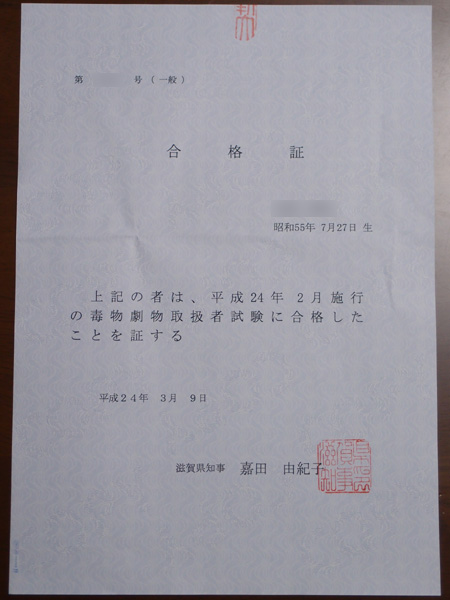 第 号 (一般)
合格証
昭和55年 7月27日 生
上記の者は、平成24年 2月施行
の毒物劇物取扱者試験に合格した
ことを証する
平成24年 3月 9日
滋賀県知事 嘉田 由紀子